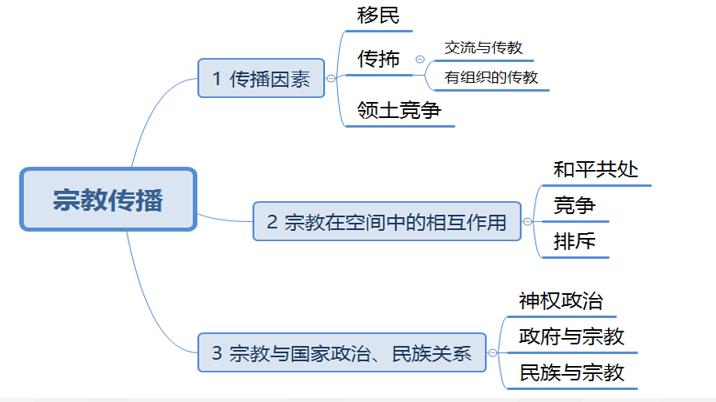 宗教传播
1 传播因素
移民
传抪
交流与传教
有组织的传教
领土竞争
2 宗教在空间中的相互作用
和平共处
竞争
排斥
3 宗教与国家政治、民族关系
神权政治
政府与宗教
民族与宗教